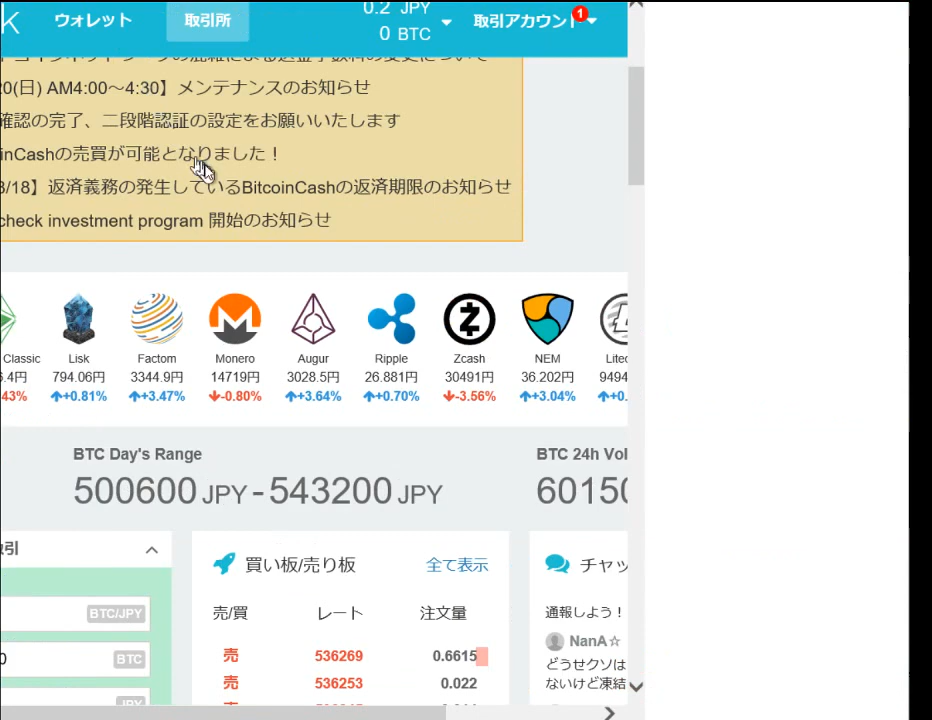 K ウォレット 取引所 0.2 JPY 取引アカウント 1
0 BTC
20(日) AM4:00～4:30】メンテナンスのお知らせ
確認の完了、二段階認証の設定をお願いいたします
inCashの売買が可能となりました！
8/18】返済義務の発生しているBitcoinCashの返済期限のお知らせ
check investment program 開始のお知らせ
Classic Lisk Factom Monero Augur Ripple Zcash NEM Litec
.4円 794.06円 3344.9円 14719円 3028.5円 26.881円 30491円 36.202円 9494
43% +0.81% +3.47% -0.80% +3.64% +0.70% -3.56% +3.04% +0.
BTC Day's Range BTC 24h Vol
500600 JPY - 543200 JPY 60150
取引 買い板/売り板 全て表示 チャッ
売/買 レート 注文量 通報しよう！
BTC/JPY NanA☆
売 536269 0.6615 どうせクソは
0 BTC
売 536253 0.022 ないけど凍結
JPY